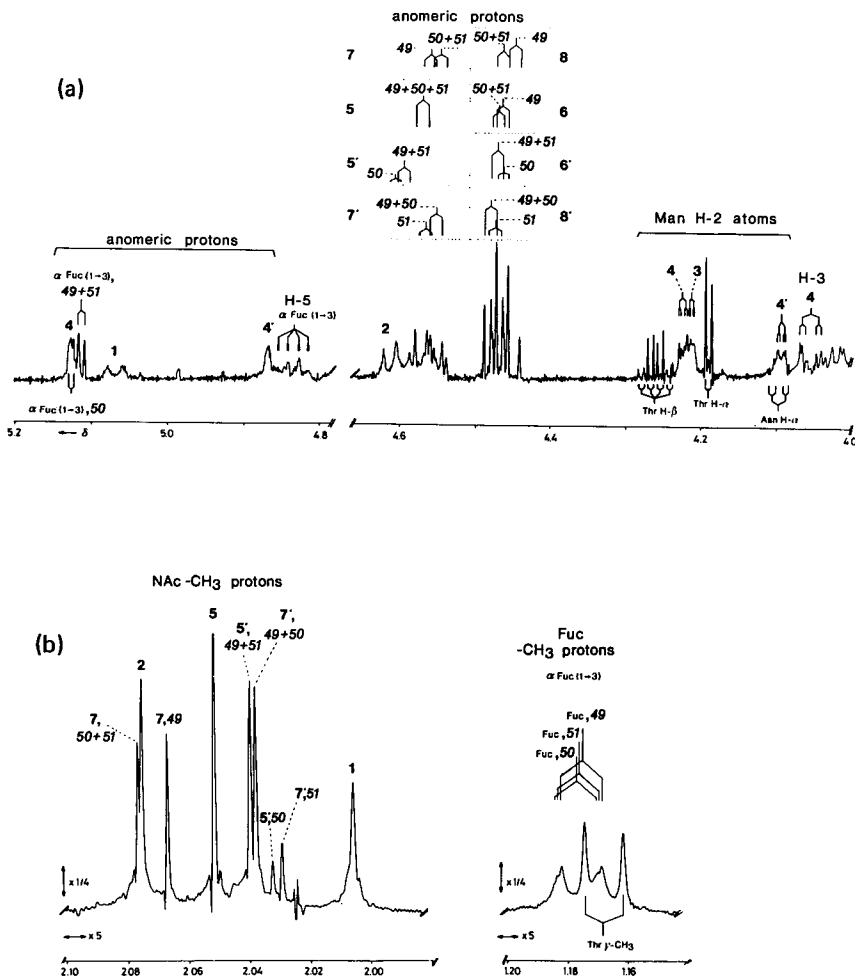 anomeric protons
50+51 50+51 49
7 49 8
(a)
49+50+51 50+51 49
5 6
49+51 49+51
5' 50 50 6'
49+50 49+50
7' 51 51 8'
anomeric protons
Man H-2 atoms
α Fuc (1→3),
49+51
4 1
H-5
4' α Fuc (1→3)
2
4 3
4'
H-3
4
α Fuc (1→3), 50
Thr H-β
Thr H-α
Asn H-α
5.2 ← δ 5.0 4.8 4.6 4.4 4.2 4.0
(b)
NAc -CH3 protons
5
7',
5', 49+50
49+51
2
7, 7,49
50+51
1
5',50
7',51
x 1/4
x 5
2.10 2.08 2.06 2.04 2.02 2.00
Fuc
-CH3 protons
α Fuc (1→3)
Fuc, 49
Fuc, 51
Fuc, 50
x 1/4
x 5
Thr γ-CH3
1.20 1.18 1.16